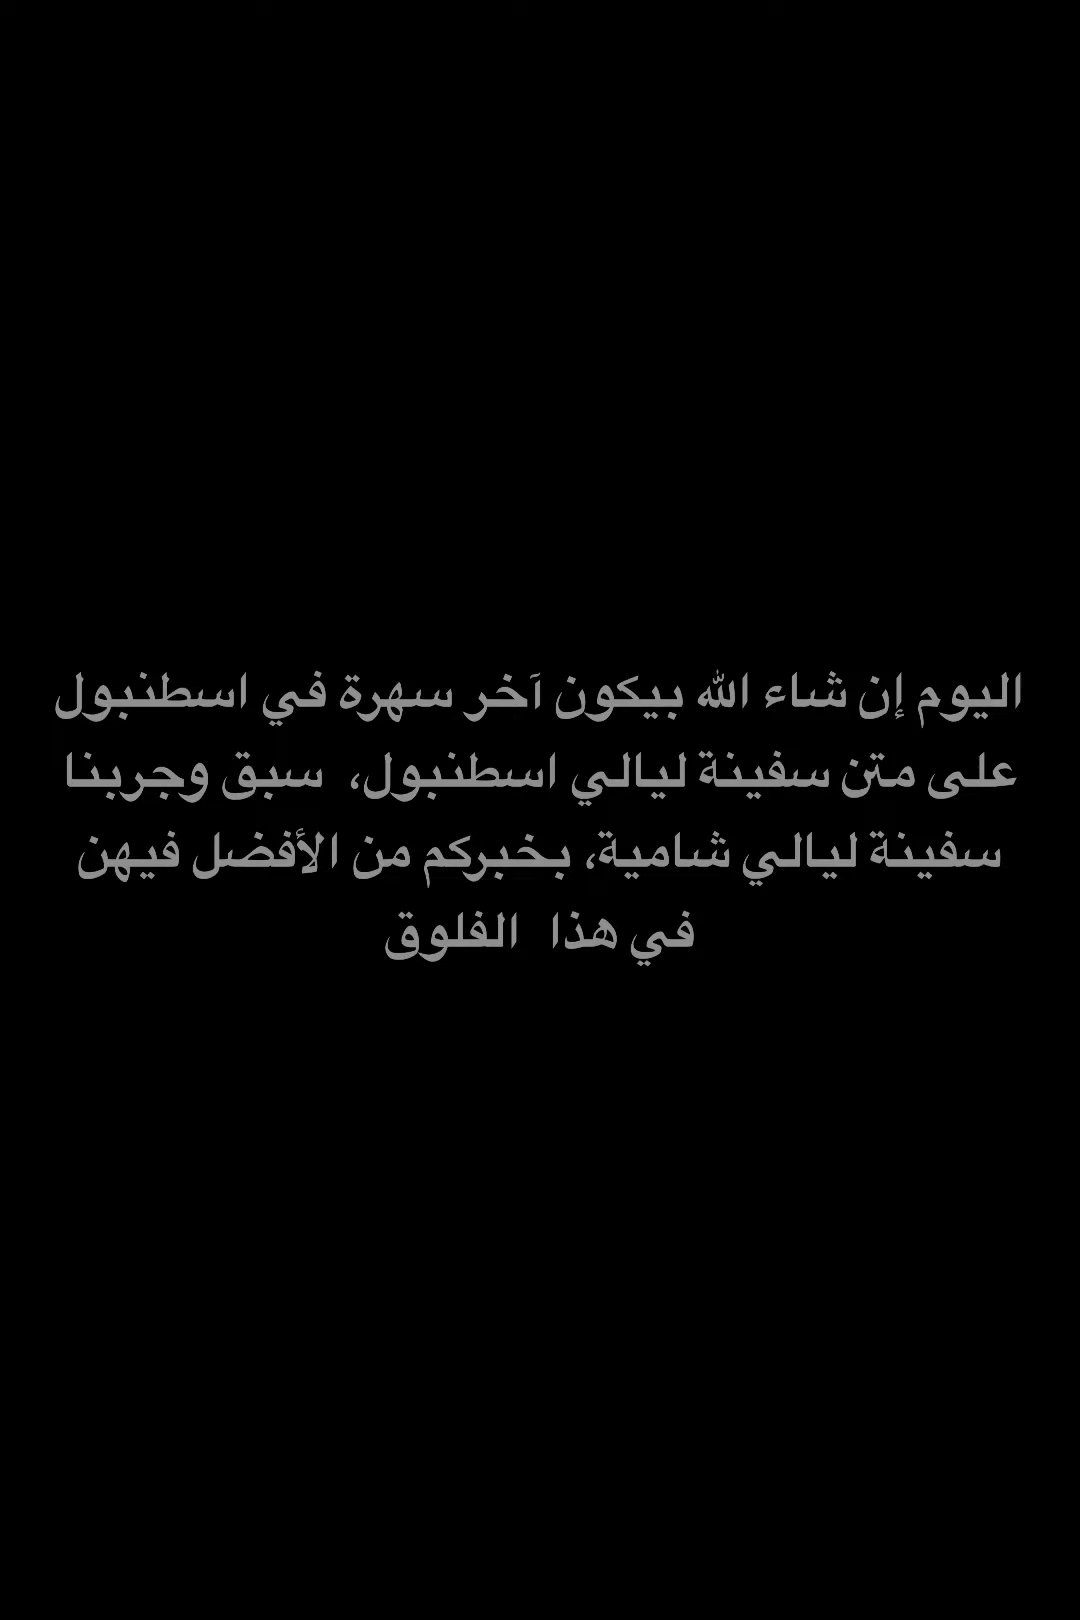 اليوم إن شاء الله بيكون آخر سهرة في اسطنبول
على متن سفينة ليالي اسطنبول، سبق وجربنا
سفينة ليالي شامية، بخبركم من الأفضل فيهن
في هذا الفلوق